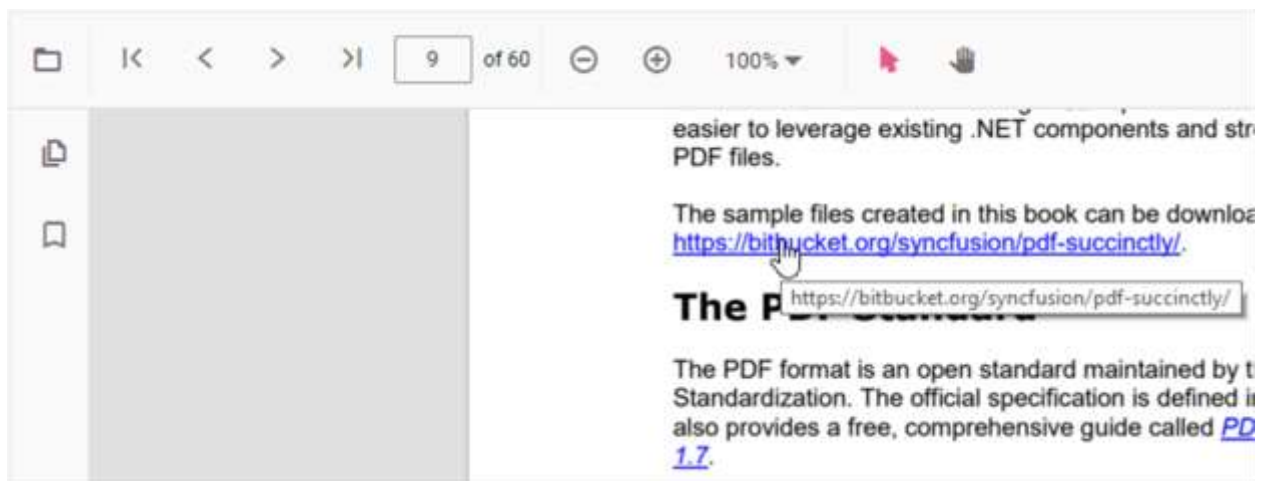 9 of 60 100%
easier to leverage existing .NET components and str
PDF files.
The sample files created in this book can be downloa
https://bitbucket.org/syncfusion/pdf-succinctly/.
https://bitbucket.org/syncfusion/pdf-succinctly/
The PDF Standard
The PDF format is an open standard maintained by t
Standardization. The official specification is defined i
also provides a free, comprehensive guide called PD
1.7.